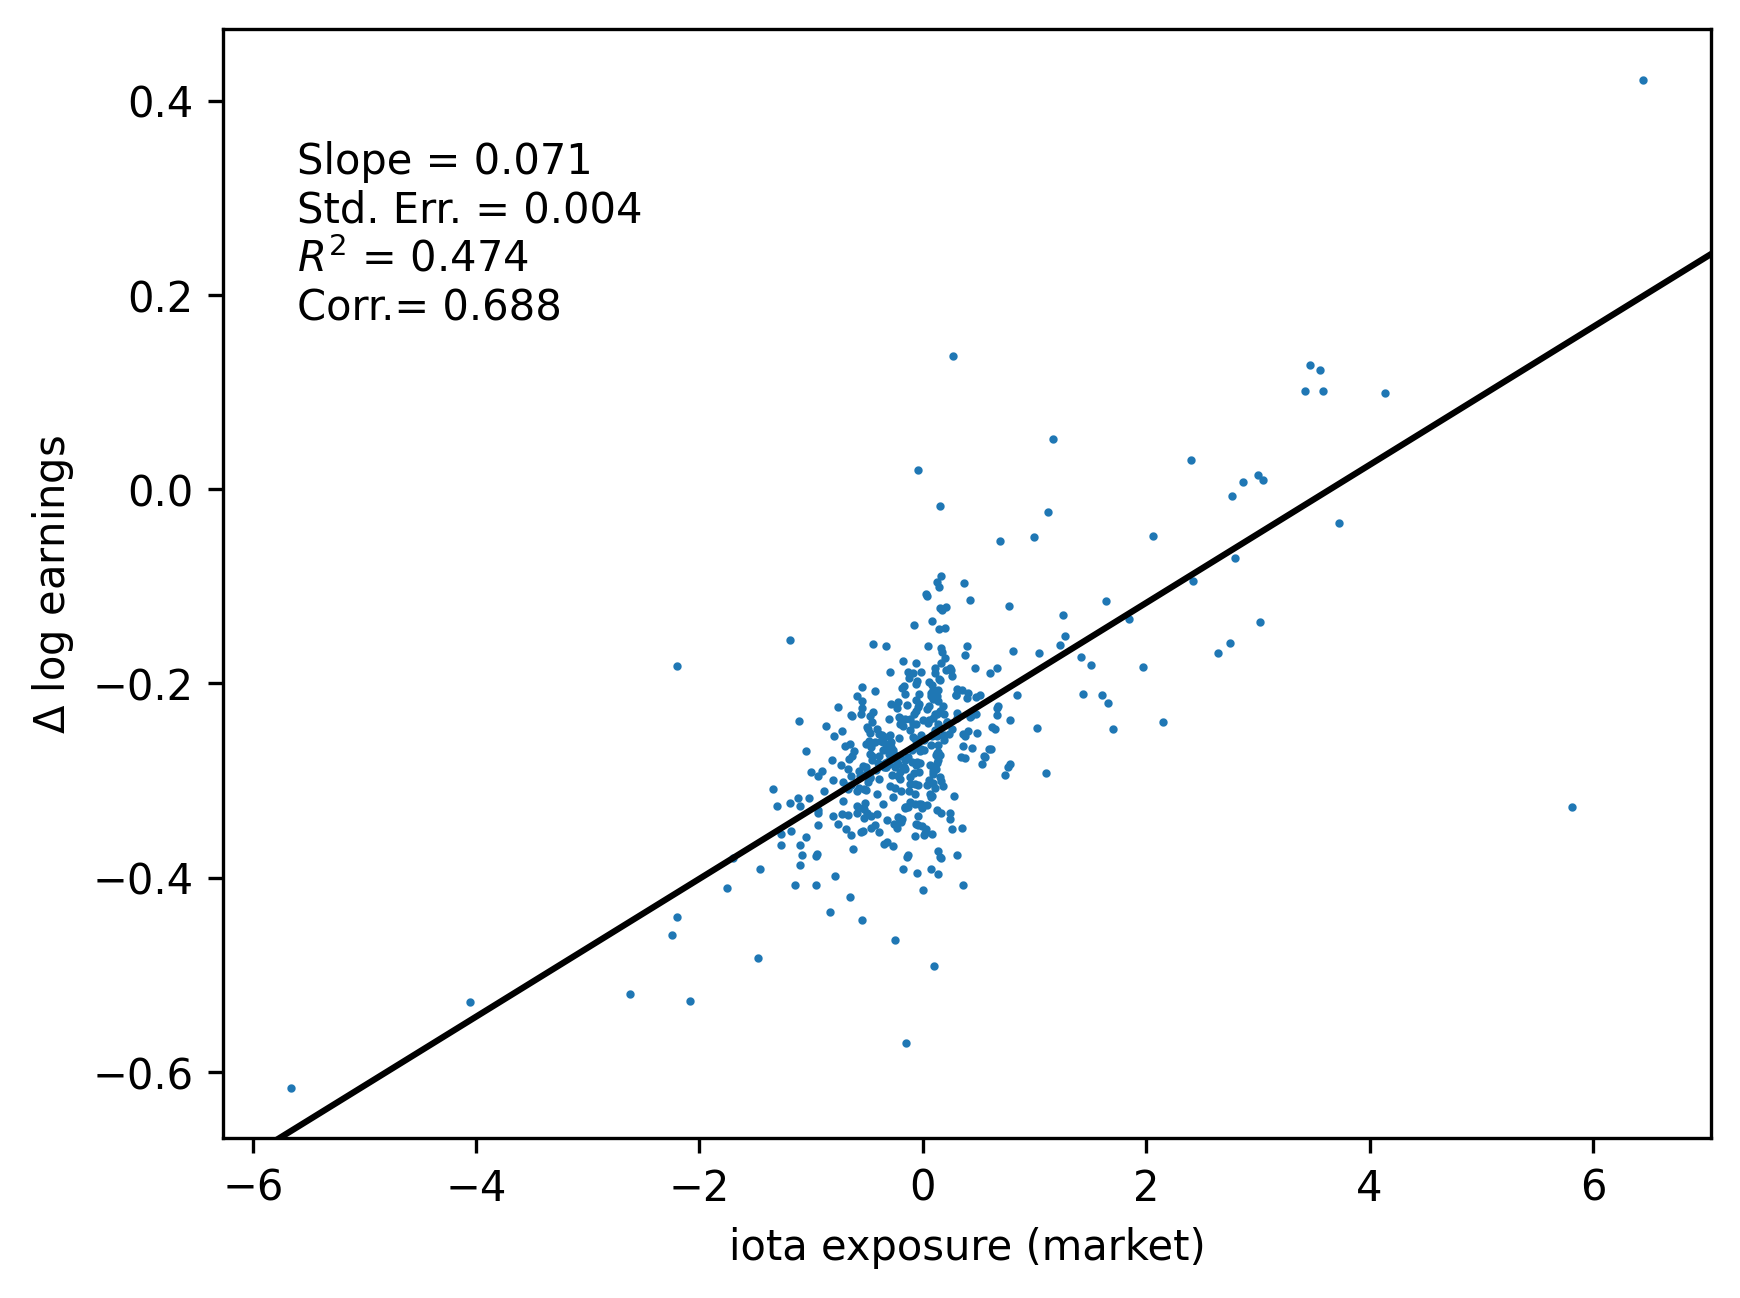 0.4
0.2
0.0
−0.2
−0.4
−0.6
Δ log earnings
Slope = 0.071
Std. Err. = 0.004
R² = 0.474
Corr.= 0.688
−6 −4 −2 0 2 4 6
iota exposure (market)